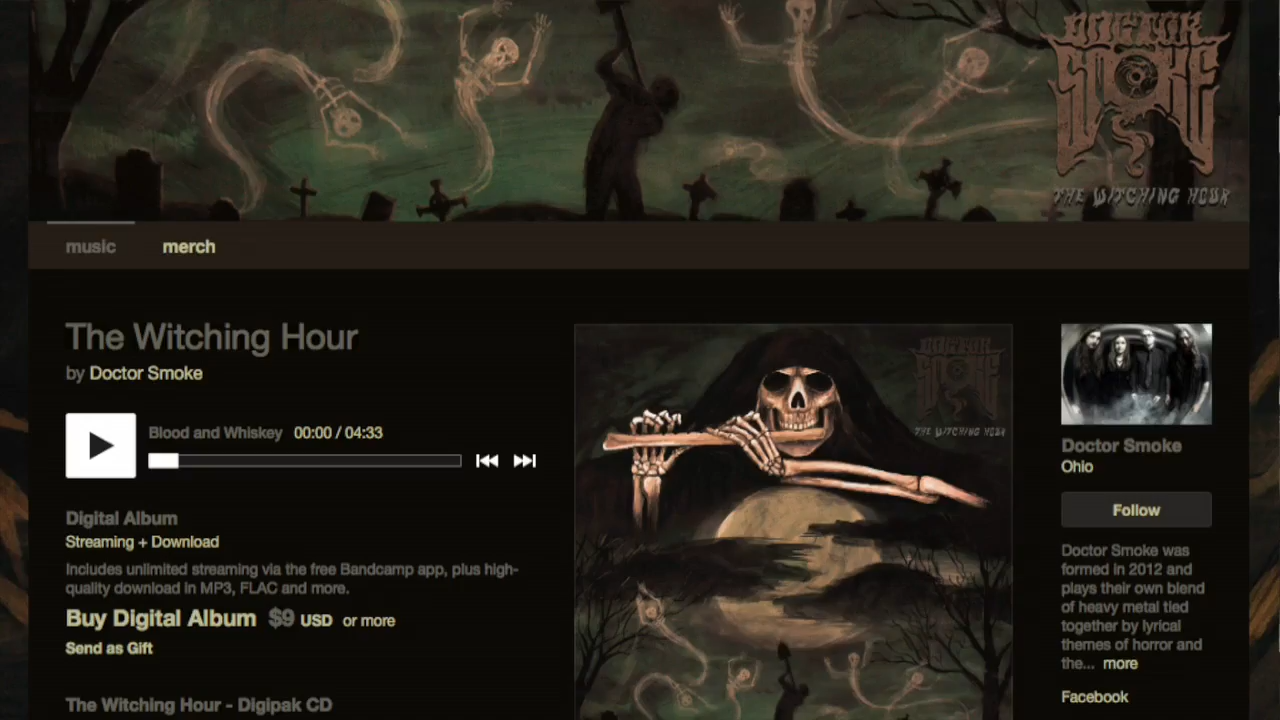 DOCTOR
SMOKE
THE WITCHING HOUR
music
merch
The Witching Hour
by Doctor Smoke
Blood and Whiskey 00:00 / 04:33
Digital Album
Streaming + Download
Includes unlimited streaming via the free Bandcamp app, plus high-
quality download in MP3, FLAC and more.
Buy Digital Album $9 USD or more
Send as Gift
The Witching Hour - Digipak CD
DOCTOR
SMOKE
THE WITCHING HOUR
Doctor Smoke
Ohio
Follow
Doctor Smoke was
formed in 2012 and
plays their own blend
of heavy metal tied
together by lyrical
themes of horror and
the... more
Facebook